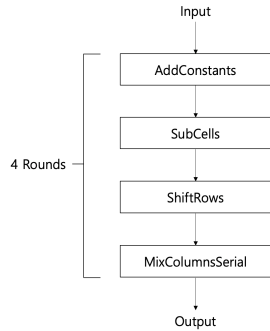 Input
AddConstants
SubCells
4 Rounds
ShiftRows
MixColumnsSerial
Output